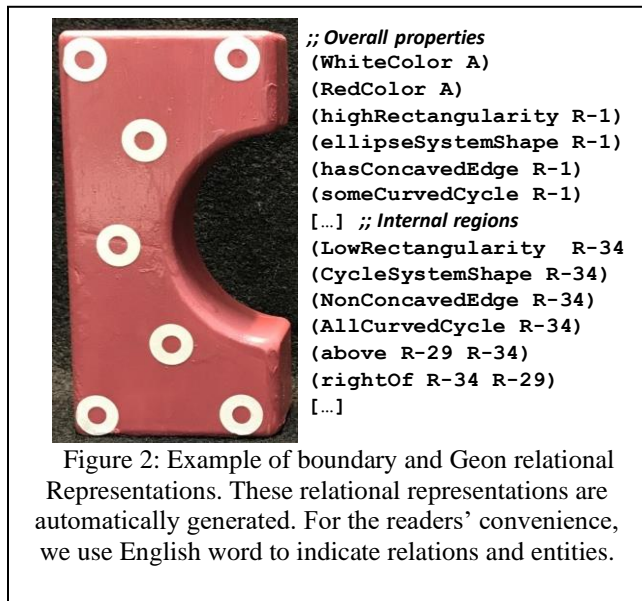 ;; Overall properties
(WhiteColor A)
(RedColor A)
(highRectangularity R-1)
(ellipseSystemShape R-1)
(hasConcavedEdge R-1)
(someCurvedCycle R-1)
[…] ;; Internal regions
(LowRectangularity R-34
(CycleSystemShape R-34)
(NonConcavedEdge R-34)
(AllCurvedCycle R-34)
(above R-29 R-34)
(rightOf R-34 R-29)
[…]
Figure 2: Example of boundary and Geon relational
Representations. These relational representations are
automatically generated. For the readers’ convenience,
we use English word to indicate relations and entities.